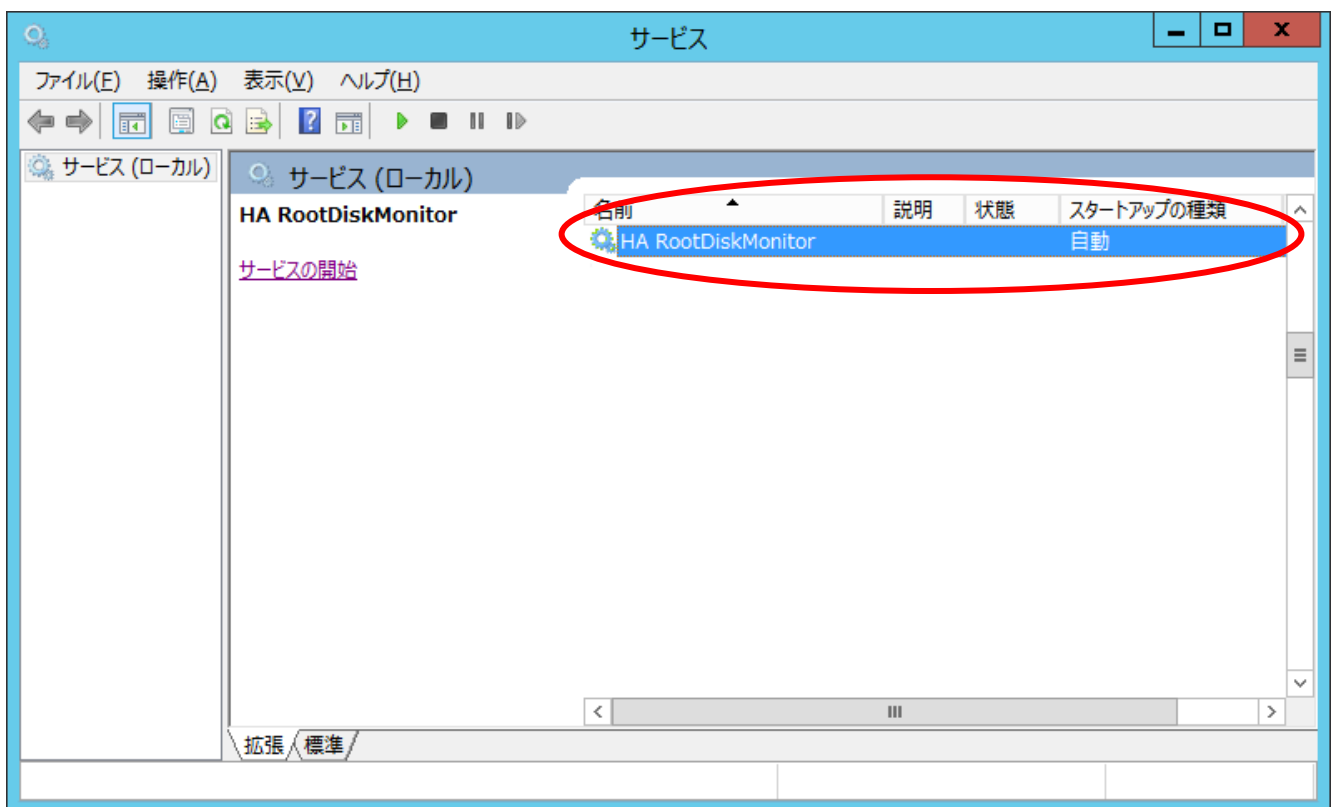 サービス
ファイル(F) 操作(A) 表示(V) ヘルプ(H)
サービス (ローカル)
サービス (ローカル)
HA RootDiskMonitor
サービスの開始
名前 説明 状態 スタートアップの種類
HA RootDiskMonitor 自動
拡張 標準